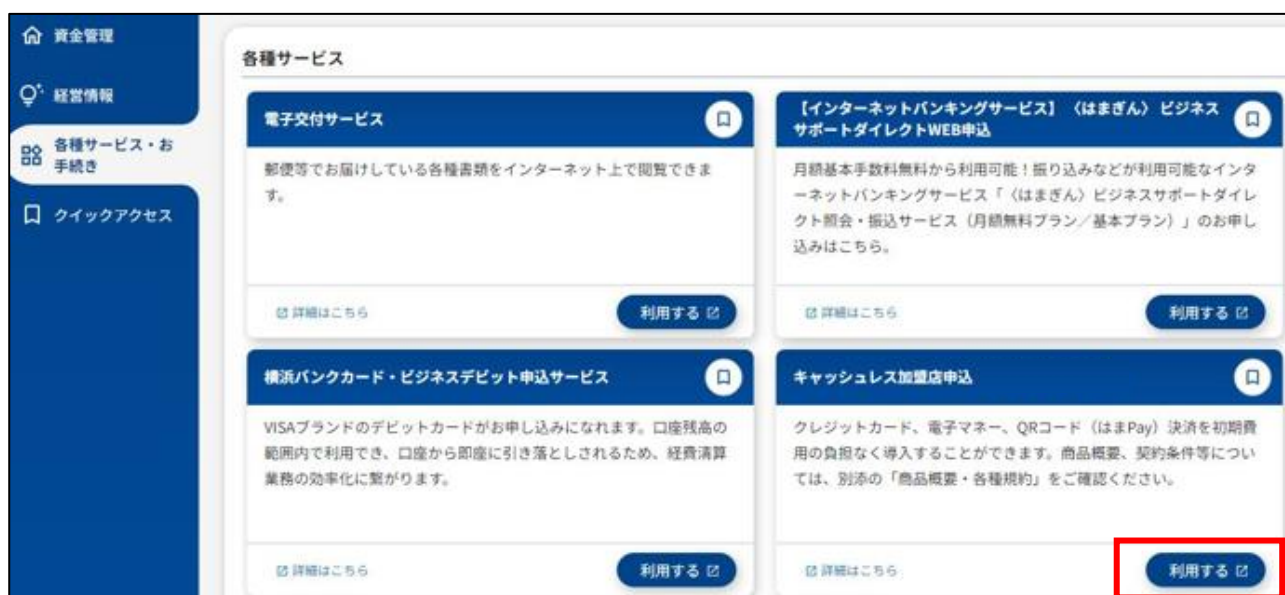 資金管理
経営情報
各種サービス・お
手続き
クイックアクセス
各種サービス
電子交付サービス
郵便等でお届けしている各種書類をインターネット上で閲覧できま
す。
詳細はこちら
利用する
【インターネットバンキングサービス】〈はまぎん〉ビジネス
サポートダイレクトWEB申込
月額基本手数料無料から利用可能！振り込みなどが利用可能なインタ
ーネットバンキングサービス「〈はまぎん〉ビジネスサポートダイレ
クト照会・振込サービス（月額無料プラン／基本プラン）」のお申し
込みはこちら。
詳細はこちら
利用する
横浜バンクカード・ビジネスデビット申込サービス
VISAブランドのデビットカードがお申し込みになれます。口座残高の
範囲内で利用でき、口座から即座に引き落としされるため、経費清算
業務の効率化に繋がります。
詳細はこちら
利用する
キャッシュレス加盟店申込
クレジットカード、電子マネー、QRコード（はまPay）決済を初期費
用の負担なく導入することができます。商品概要、契約条件等につい
ては、別添の「商品概要・各種規約」をご確認ください。
詳細はこちら
利用する